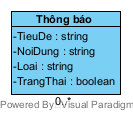 Thông báo
-TieuDe : string
-NoiDung : string
-Loai : string
-TrangThai : boolean
0..*
Powered By Visual Paradigm